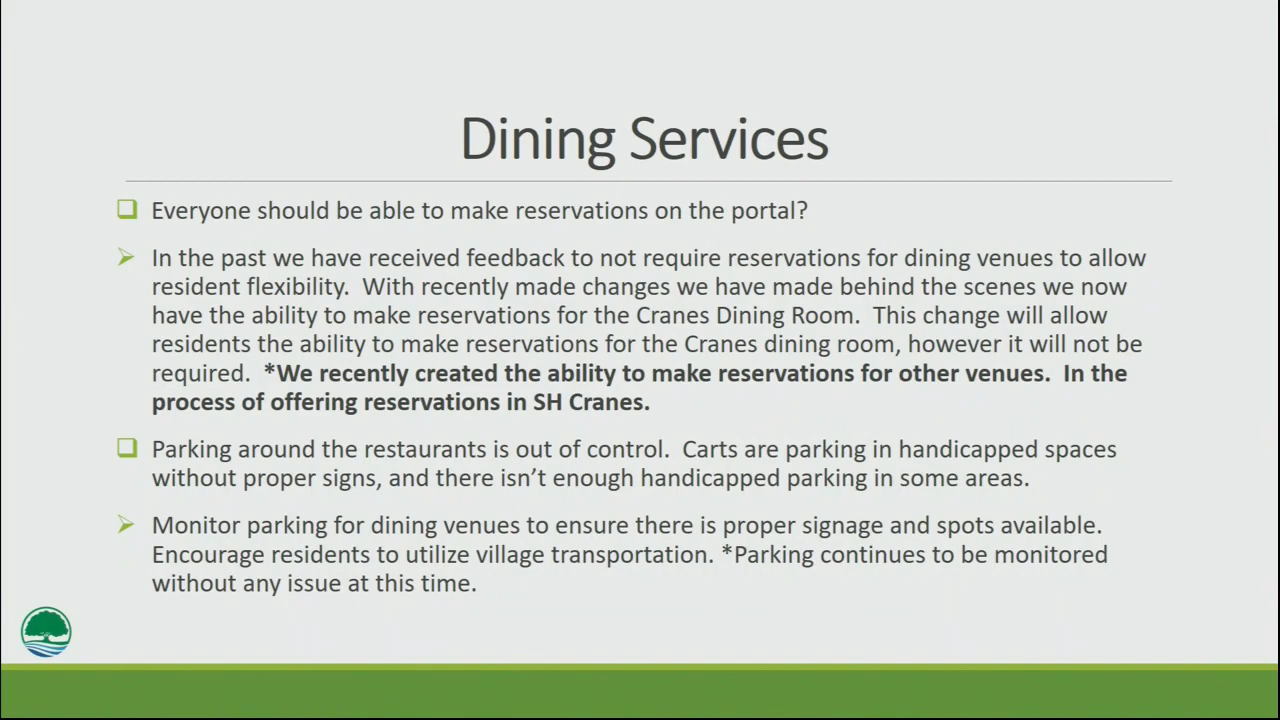 Dining Services
❑ Everyone should be able to make reservations on the portal?
➢ In the past we have received feedback to not require reservations for dining venues to allow
resident flexibility.  With recently made changes we have made behind the scenes we now
have the ability to make reservations for the Cranes Dining Room.  This change will allow
residents the ability to make reservations for the Cranes dining room, however it will not be
required.  *We recently created the ability to make reservations for other venues.  In the
process of offering reservations in SH Cranes.
❑ Parking around the restaurants is out of control.  Carts are parking in handicapped spaces
without proper signs, and there isn’t enough handicapped parking in some areas.
➢ Monitor parking for dining venues to ensure there is proper signage and spots available.
Encourage residents to utilize village transportation. *Parking continues to be monitored
without any issue at this time.